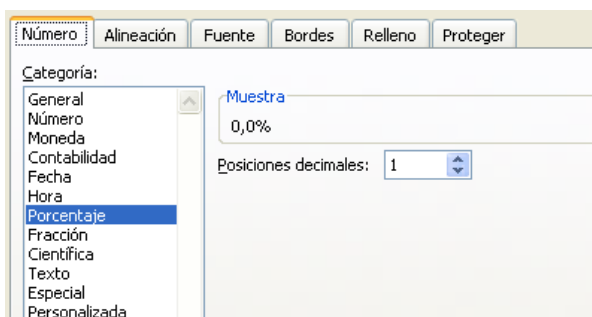 Número Alineación Fuente Bordes Relleno Proteger
Categoría:
General
Número
Moneda
Contabilidad
Fecha
Hora
Porcentaje
Fracción
Científica
Texto
Especial
Personalizada
Muestra
0,0%
Posiciones decimales: 1